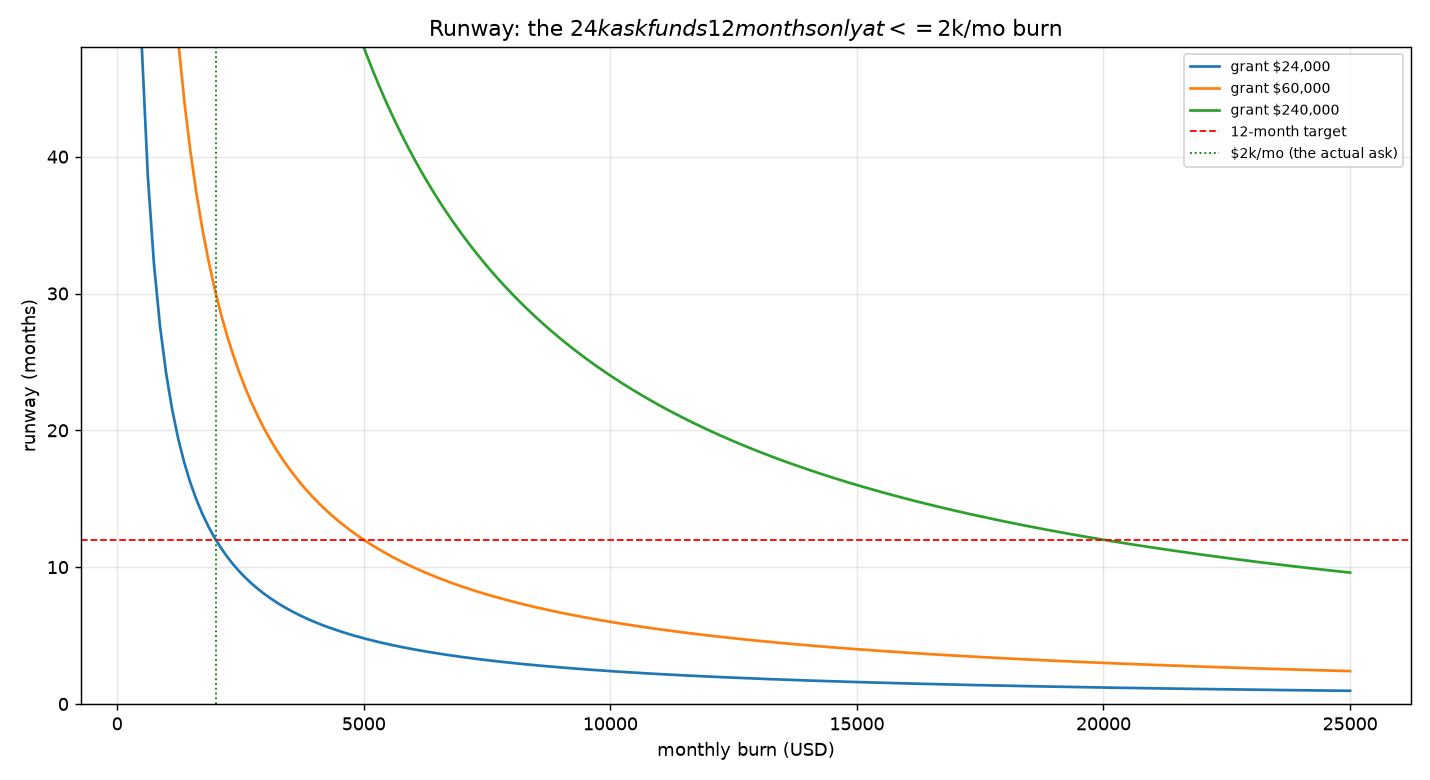 Runway: the 24kaskfunds12monthsonlyat <= 2k/mo burn
grant $24,000
grant $60,000
grant $240,000
12-month target
$2k/mo (the actual ask)
40
30
20
10
0
runway (months)
0
5000
10000
15000
20000
25000
monthly burn (USD)